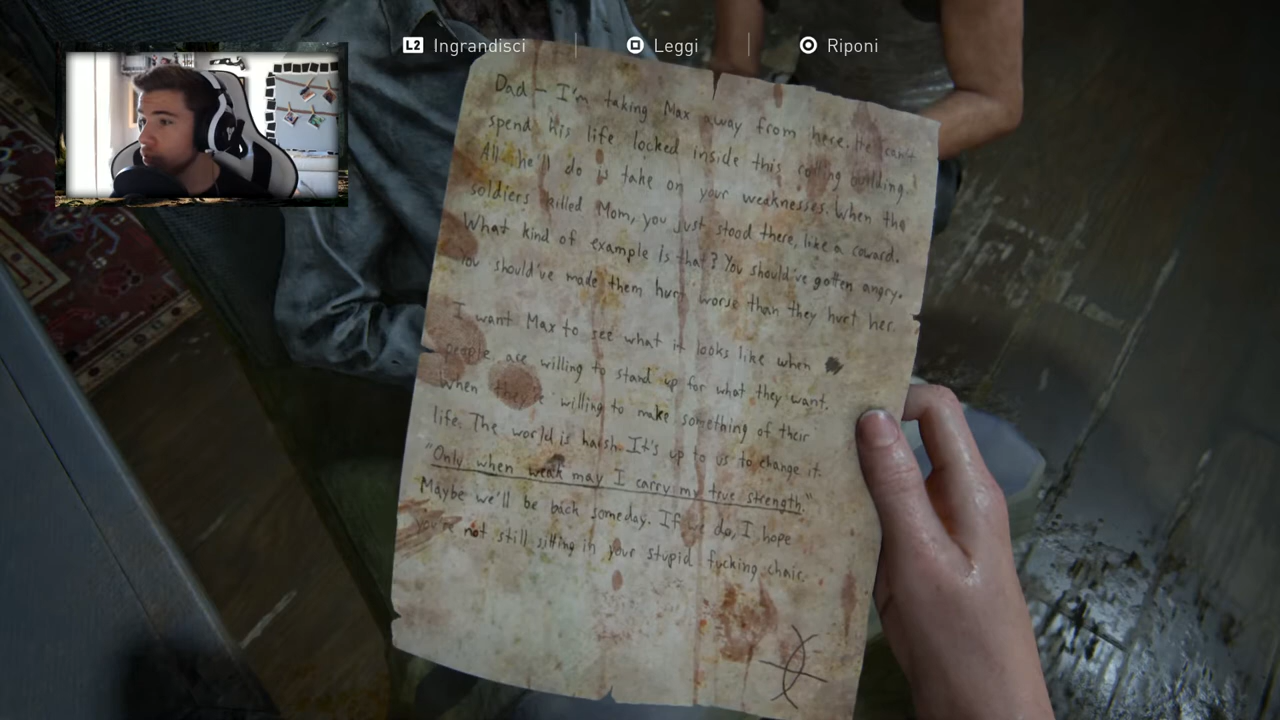 L2 Ingrandisci
Leggi
Riponi
Dad - I'm taking Max away from here. He can't
spend his life locked inside this rotting building.
All he'll do is take on your weaknesses. When the
soldiers killed Mom, you just stood there, like a coward.
What kind of example is that? You should've gotten angry.
You should've made them hurt worse than they hurt her.
I want Max to see what it looks like when
people are willing to stand up for what they want.
When they're willing to make something of their
life. The world is harsh. It's up to us to change it.
"Only when weak may I carry my true strength."
Maybe we'll be back someday. If we do, I hope
you're not still sitting in your stupid fucking chair.